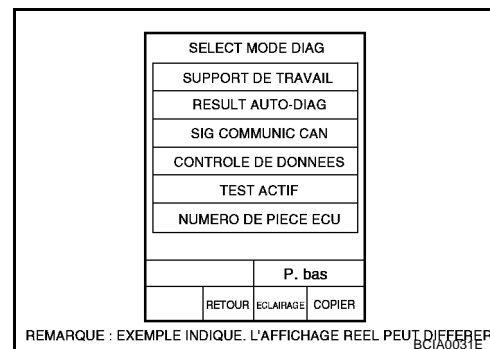 SELECT MODE DIAG
SUPPORT DE TRAVAIL
RESULT AUTO-DIAG
SIG COMMUNIC CAN
CONTROLE DE DONNEES
TEST ACTIF
NUMERO DE PIECE ECU
P. bas
RETOUR ECLAIRAGE COPIER
REMARQUE : EXEMPLE INDIQUE. L'AFFICHAGE REEL PEUT DIFFERER
BCIA0031E